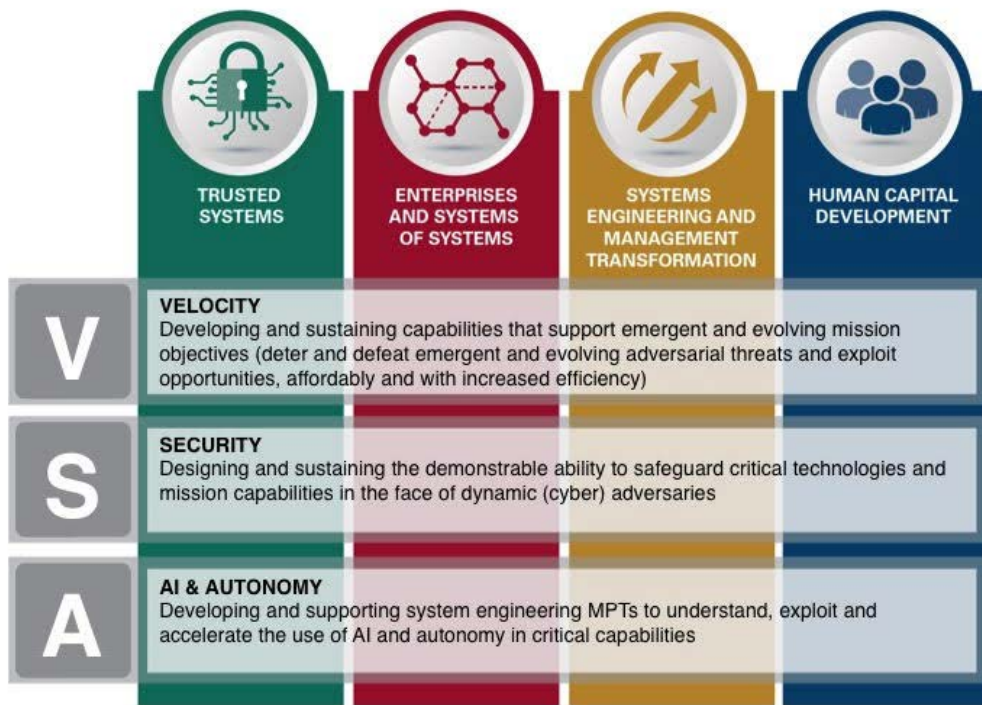 TRUSTED
SYSTEMS
ENTERPRISES
AND SYSTEMS
OF SYSTEMS
SYSTEMS
ENGINEERING AND
MANAGEMENT
TRANSFORMATION
HUMAN CAPITAL
DEVELOPMENT
V
VELOCITY
Developing and sustaining capabilities that support emergent and evolving mission
objectives (deter and defeat emergent and evolving adversarial threats and exploit
opportunities, affordably and with increased efficiency)
S
SECURITY
Designing and sustaining the demonstrable ability to safeguard critical technologies and
mission capabilities in the face of dynamic (cyber) adversaries
A
AI & AUTONOMY
Developing and supporting system engineering MPTs to understand, exploit and
accelerate the use of AI and autonomy in critical capabilities